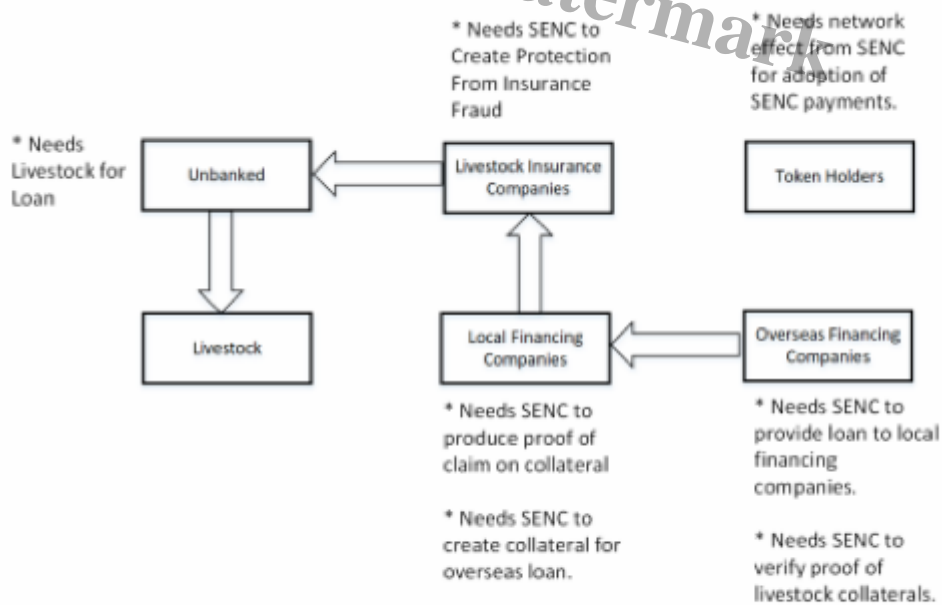 * Needs SENC to
Create Protection
From Insurance
Fraud
* Needs network
effect from SENC
for adoption of
SENC payments.
* Needs
Livestock for
Loan
Unbanked
Livestock Insurance
Companies
Token Holders
Livestock
Local Financing
Companies
Overseas Financing
Companies
* Needs SENC to
produce proof of
claim on collateral
* Needs SENC to
create collateral for
overseas loan.
* Needs SENC to
provide loan to local
financing
companies.
* Needs SENC to
verify proof of
livestock collaterals.